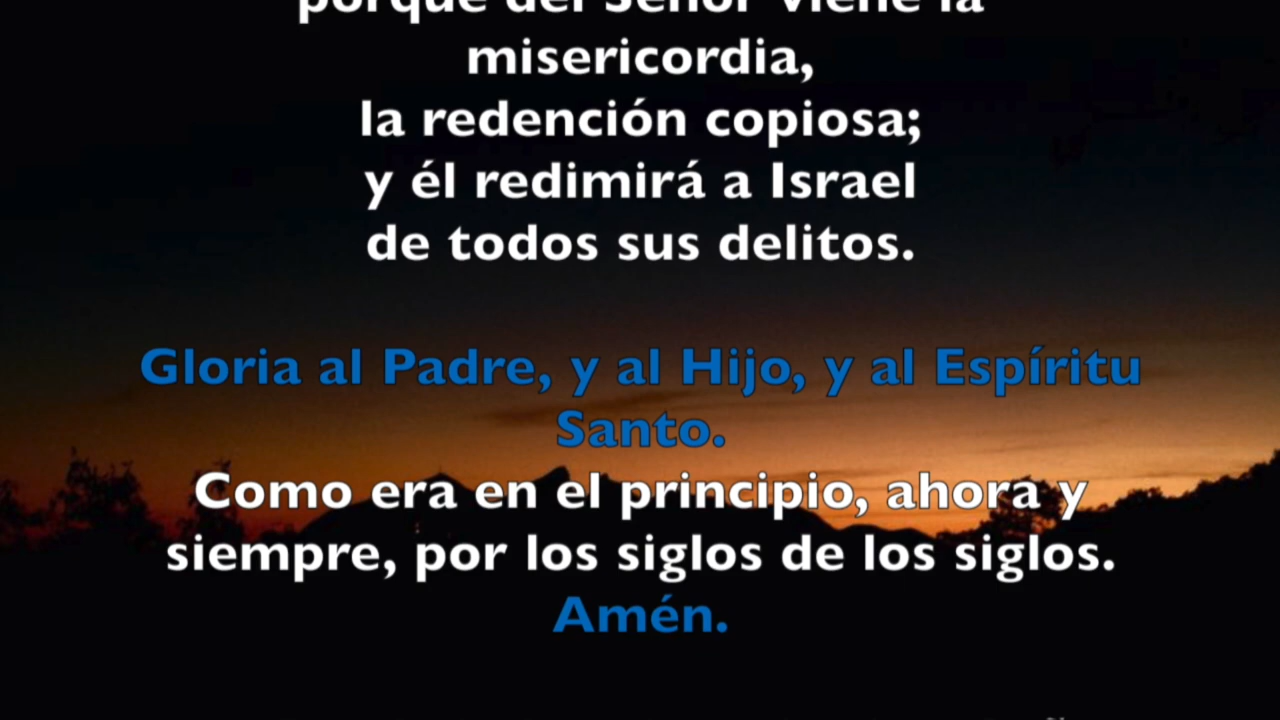 porque del Señor viene la
misericordia,
la redención copiosa;
y él redimirá a Israel
de todos sus delitos.
Gloria al Padre, y al Hijo, y al Espíritu
Santo.
Como era en el principio, ahora y
siempre, por los siglos de los siglos.
Amén.